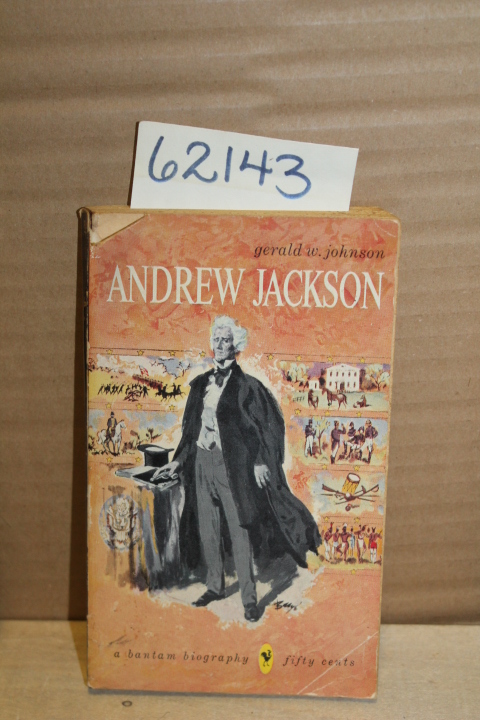 62143
gerald w. johnson
ANDREW JACKSON
a bantam biography fifty cents